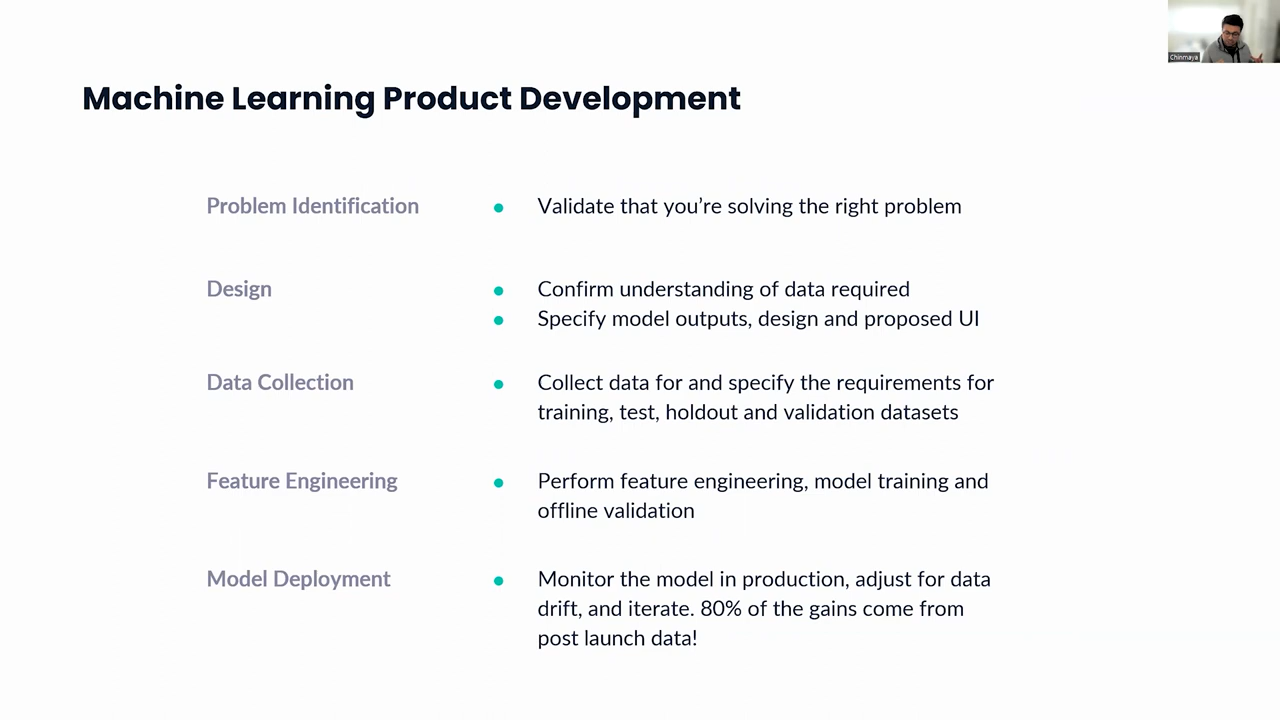 Chinmaya
Machine Learning Product Development
Problem Identification
• Validate that you're solving the right problem
Design
• Confirm understanding of data required
• Specify model outputs, design and proposed UI
Data Collection
• Collect data for and specify the requirements for
training, test, holdout and validation datasets
Feature Engineering
• Perform feature engineering, model training and
offline validation
Model Deployment
• Monitor the model in production, adjust for data
drift, and iterate. 80% of the gains come from
post launch data!